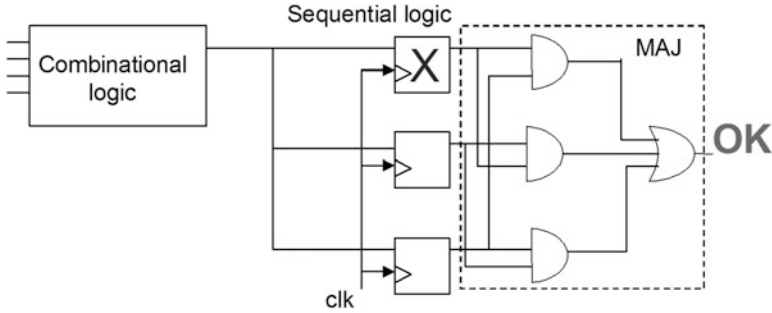 Sequential logic
Combinational
logic
X
MAJ
OK
clk